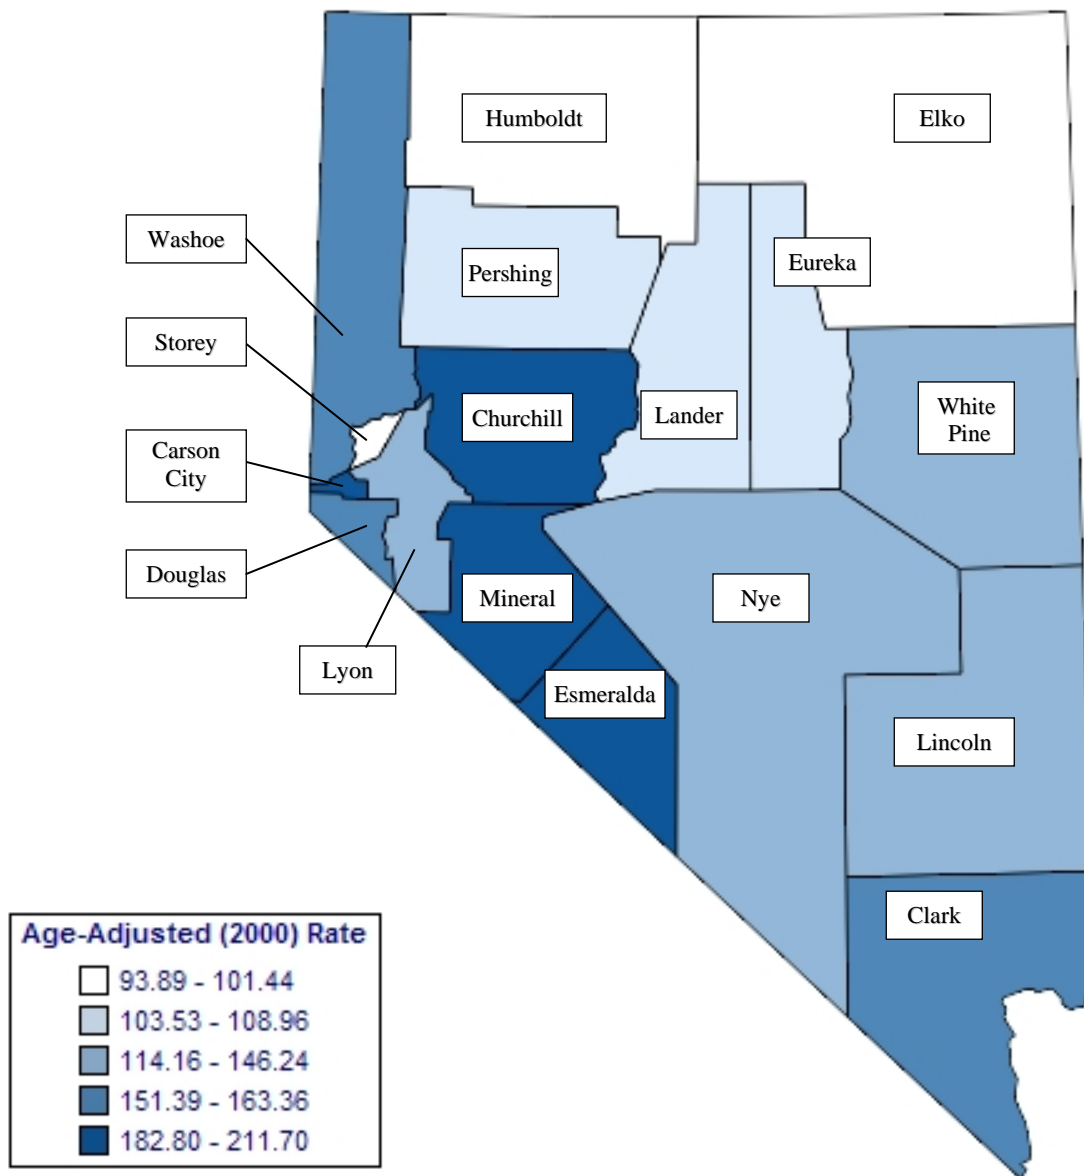 Humboldt
Elko
Washoe
Pershing
Eureka
Storey
Churchill
Lander
White
Pine
Carson
City
Douglas
Mineral
Nye
Lyon
Esmeralda
Lincoln
Clark
Age-Adjusted (2000) Rate
93.89 - 101.44
103.53 - 108.96
114.16 - 146.24
151.39 - 163.36
182.80 - 211.70